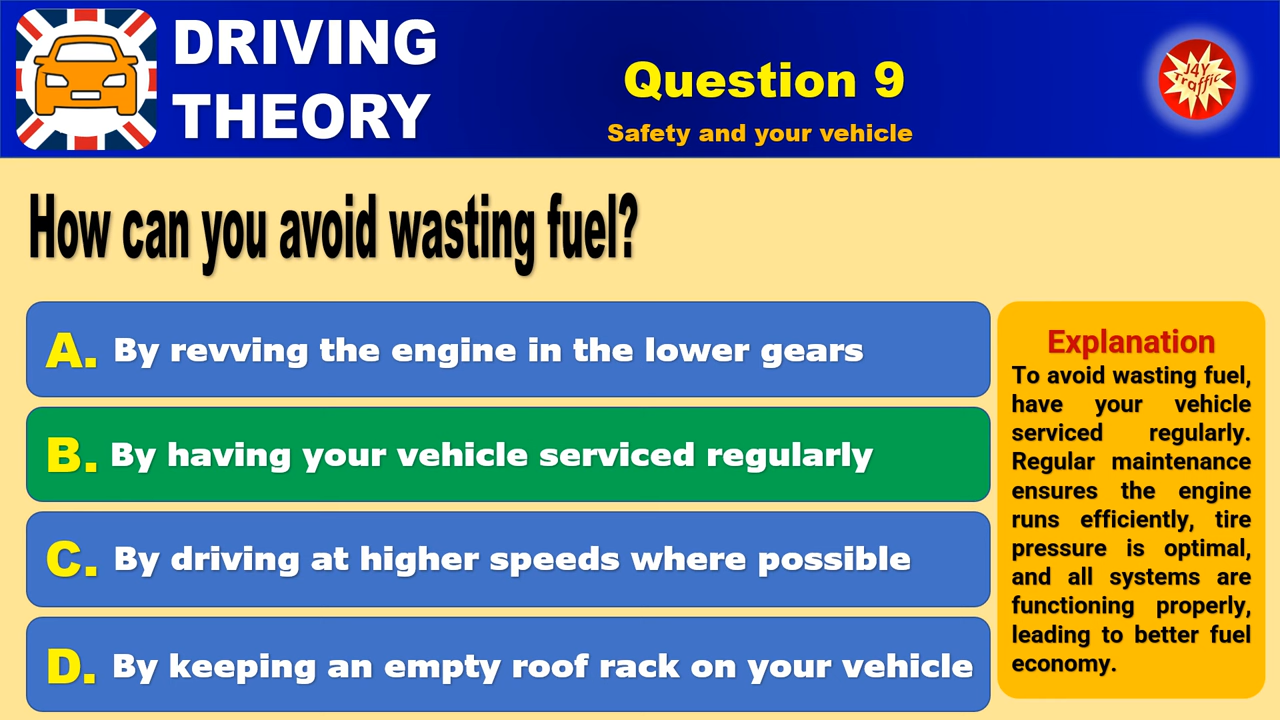 DRIVING
THEORY
Question 9
Safety and your vehicle
J4Y
Traffic
How can you avoid wasting fuel?
A. By revving the engine in the lower gears
B. By having your vehicle serviced regularly
C. By driving at higher speeds where possible
D. By keeping an empty roof rack on your vehicle
Explanation
To avoid wasting fuel,
have your vehicle
serviced regularly.
Regular maintenance
ensures the engine
runs efficiently, tire
pressure is optimal,
and all systems are
functioning properly,
leading to better fuel
economy.